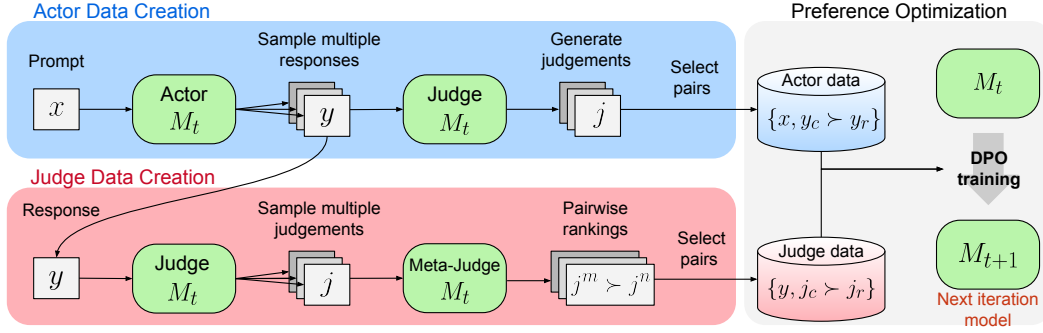 Actor Data Creation
Prompt
x
Actor
M_t
Sample multiple
responses
y
Judge
M_t
Generate
judgements
j
Select
pairs
Judge Data Creation
Response
y
Judge
M_t
Sample multiple
judgements
j
Meta-Judge
M_t
Pairwise
rankings
j^m ≻ j^n
Select
pairs
Preference Optimization
Actor data
{x, y_c ≻ y_r}
Judge data
{y, j_c ≻ j_r}
M_t
DPO
training
M_{t+1}
Next iteration
model